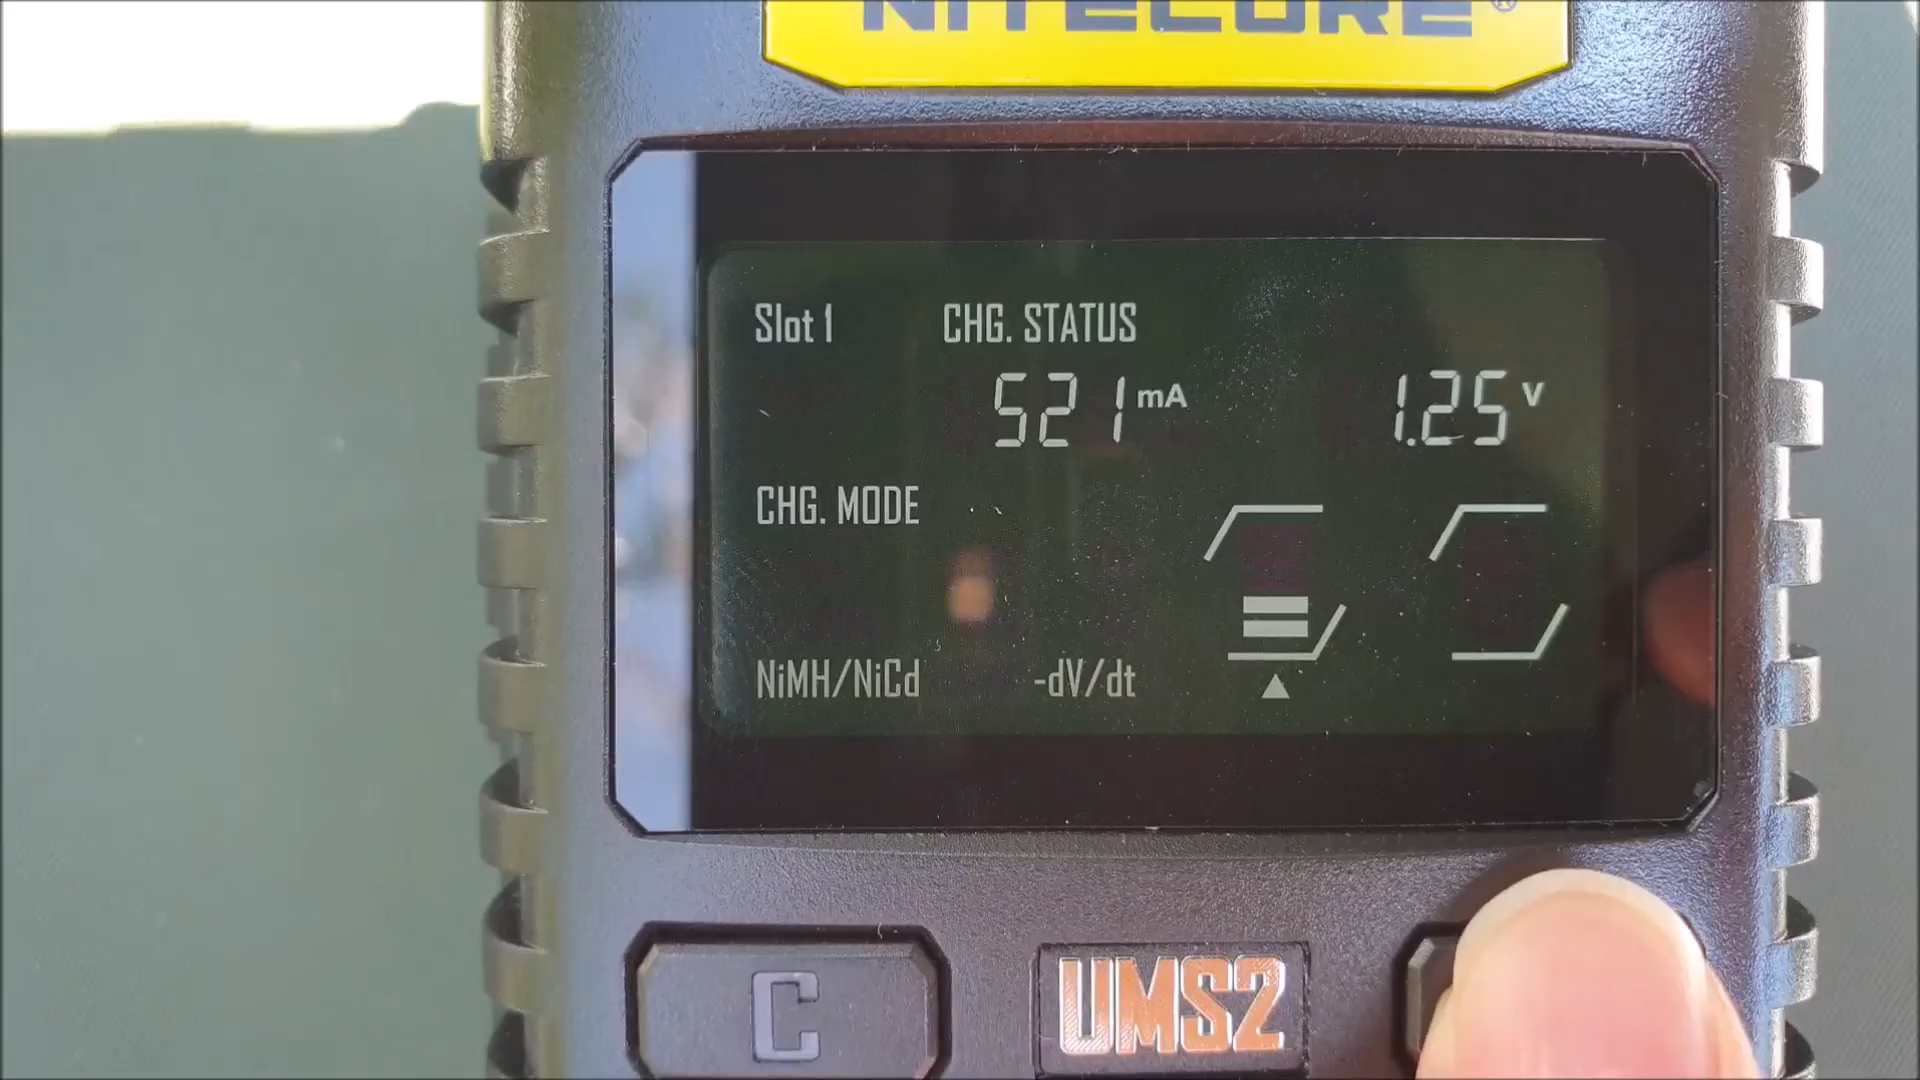 NITECORE®
Slot 1 CHG. STATUS
521 mA 1.25 V
CHG. MODE
NiMH/NiCd -dV/dt
C UMS2